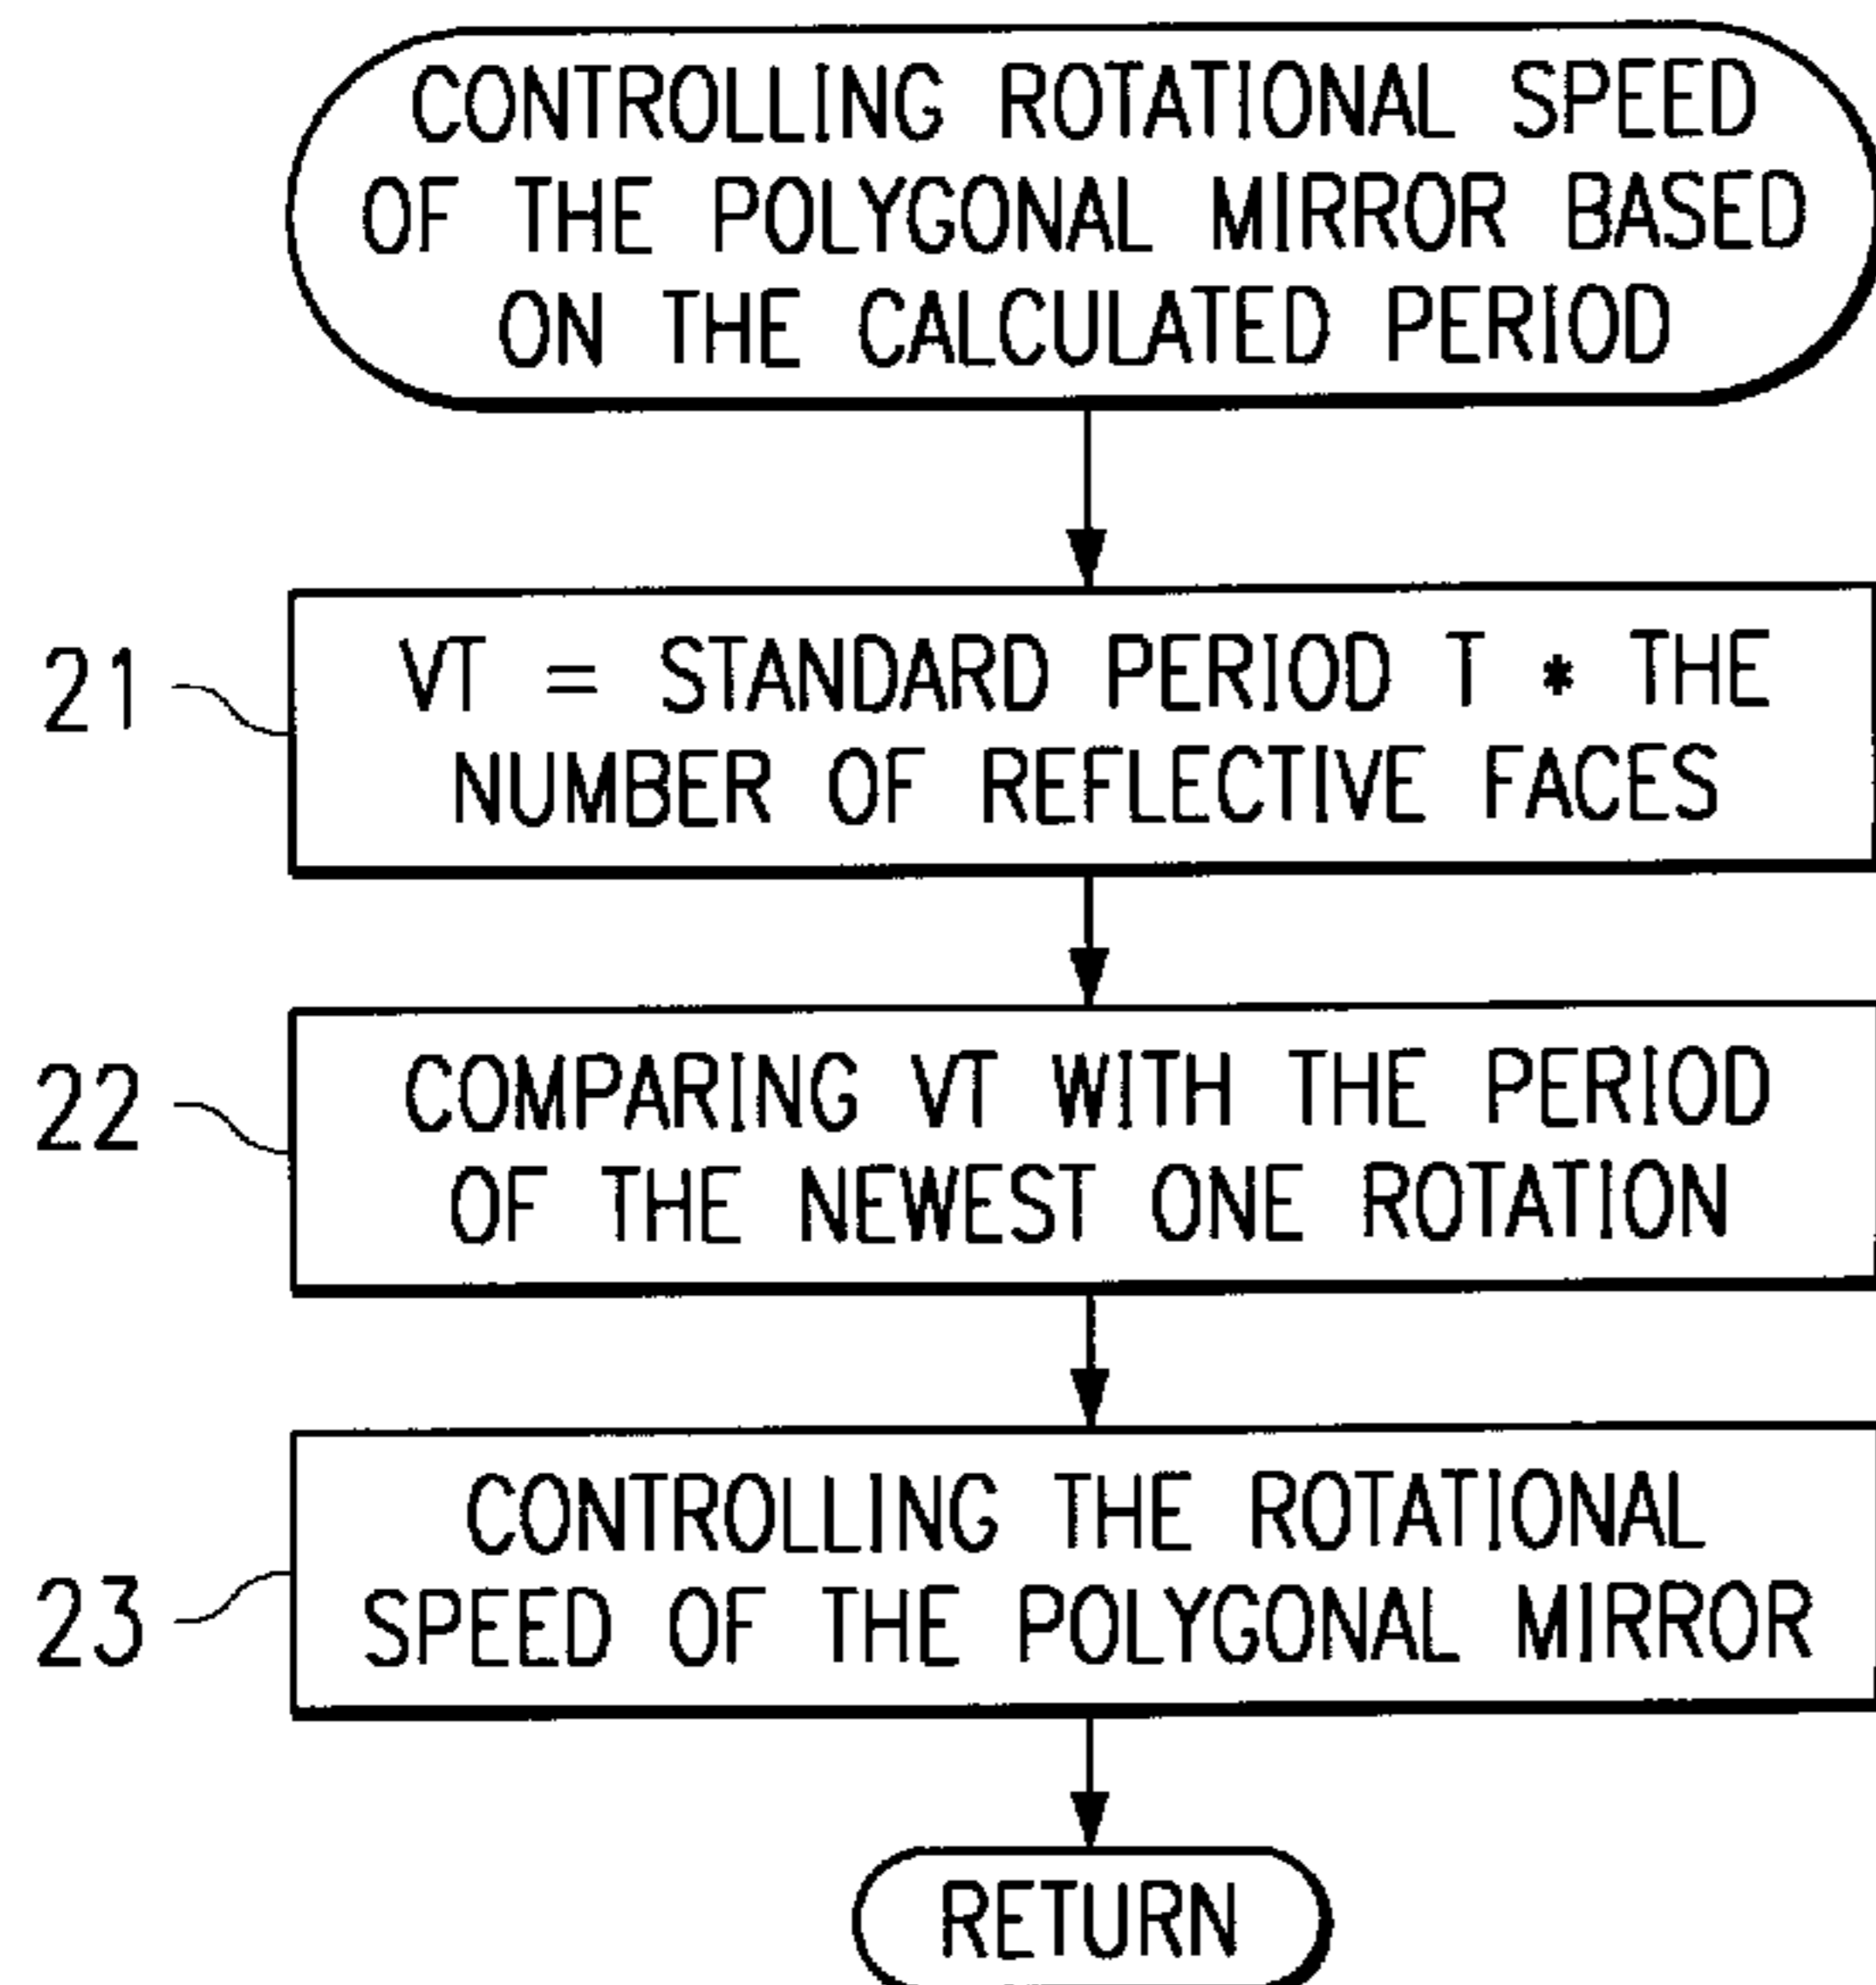 CONTROLLING ROTATIONAL SPEED
OF THE POLYGONAL MIRROR BASED
ON THE CALCULATED PERIOD
21
VT = STANDARD PERIOD T * THE
NUMBER OF REFLECTIVE FACES
22
COMPARING VT WITH THE PERIOD
OF THE NEWEST ONE ROTATION
23
CONTROLLING THE ROTATIONAL
SPEED OF THE POLYGONAL MIRROR
RETURN